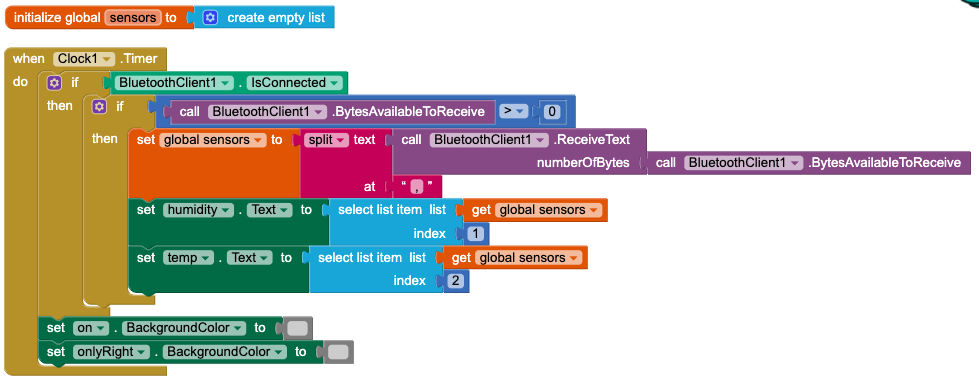 initialize global sensors to create empty list
when Clock1 .Timer
do if BluetoothClient1 . IsConnected
then if call BluetoothClient1 .BytesAvailableToReceive > 0
then set global sensors to split text call BluetoothClient1 .ReceiveText
numberOfBytes call BluetoothClient1 .BytesAvailableToReceive
at " , "
set humidity . Text to select list item list get global sensors
index 1
set temp . Text to select list item list get global sensors
index 2
set on . BackgroundColor to
set onlyRight . BackgroundColor to